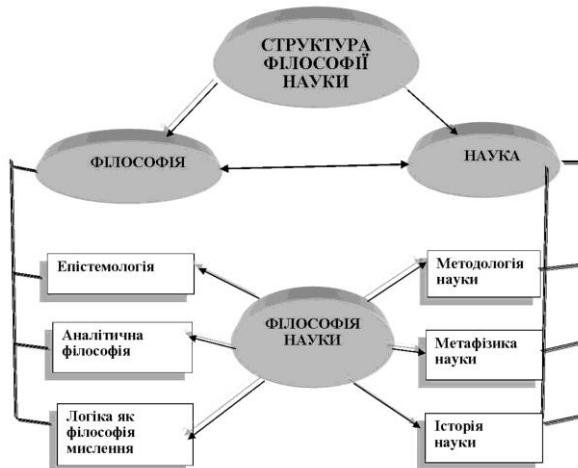 СТРУКТУРА
ФІЛОСОФІЇ
НАУКИ
ФІЛОСОФІЯ
НАУКА
Епістемологія
Методологія
науки
ФІЛОСОФІЯ
НАУКИ
Аналітична
філософія
Метафізика
науки
Логіка як
філософія
мислення
Історія
науки